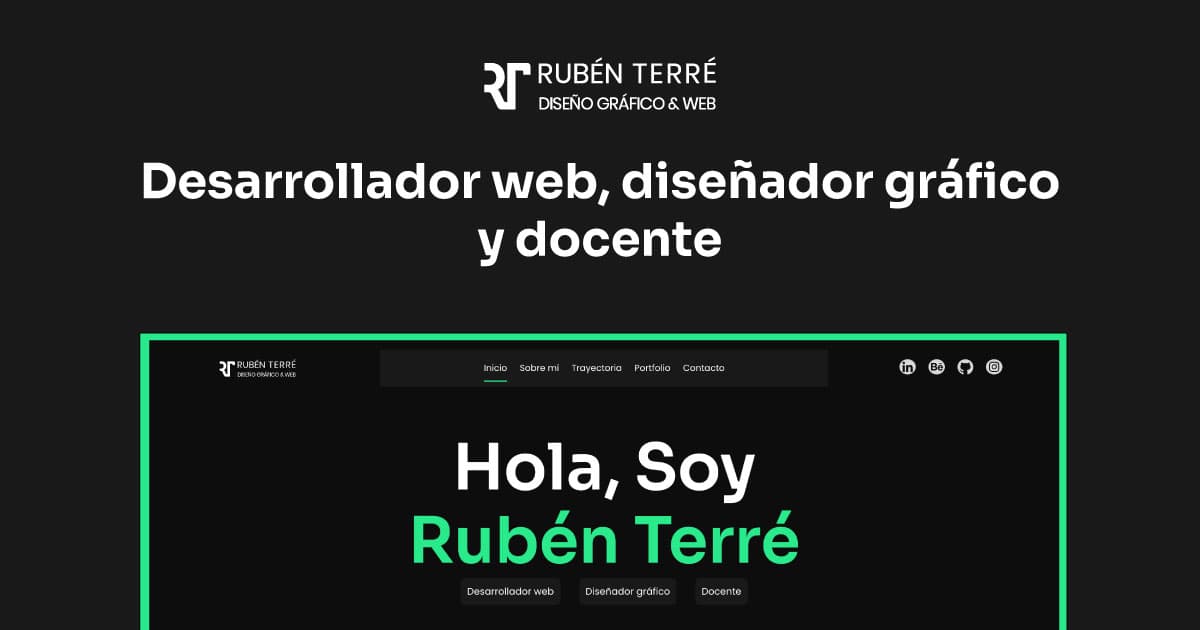 RUBÉN TERRÉ
DISEÑO GRÁFICO & WEB
Desarrollador web, diseñador gráfico
y docente
RUBÉN TERRÉ
DISEÑO GRÁFICO & WEB
Inicio Sobre mí Trayectoria Portfolio Contacto
Hola, Soy
Rubén Terré
Desarrollador web Diseñador gráfico Docente